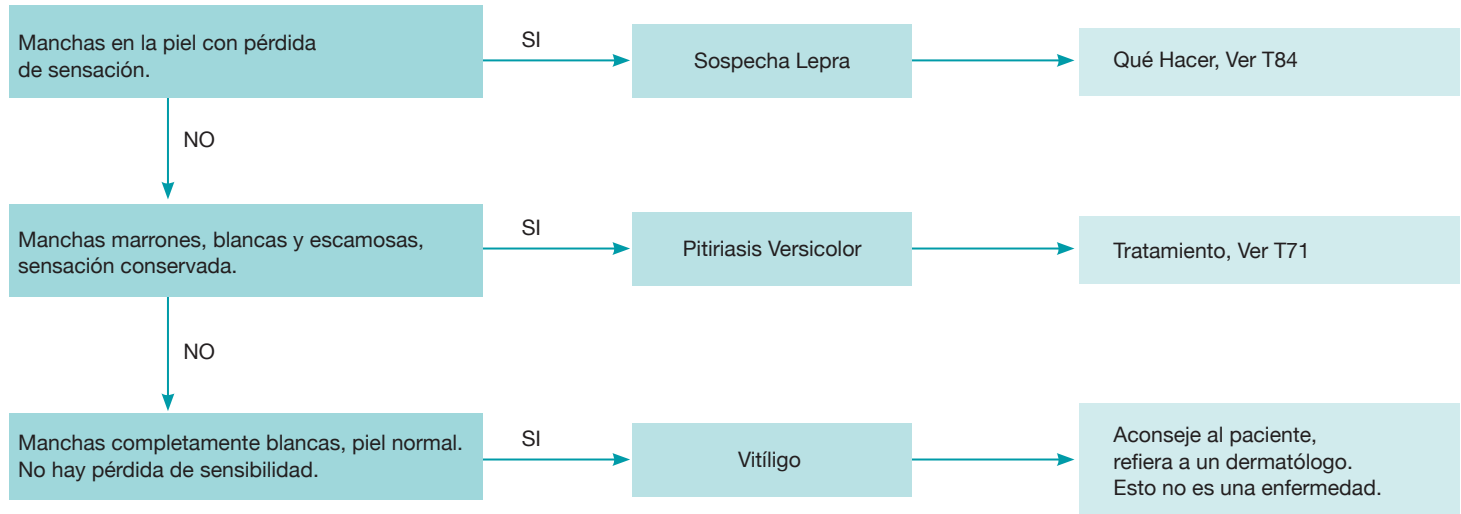 Manchas en la piel con pérdida
de sensación.
SI
Sospecha Lepra
Qué Hacer, Ver T84
NO
Manchas marrones, blancas y escamosas,
sensación conservada.
SI
Pitiriasis Versicolor
Tratamiento, Ver T71
NO
Manchas completamente blancas, piel normal.
No hay pérdida de sensibilidad.
SI
Vitíligo
Aconseje al paciente,
refiera a un dermatólogo.
Esto no es una enfermedad.